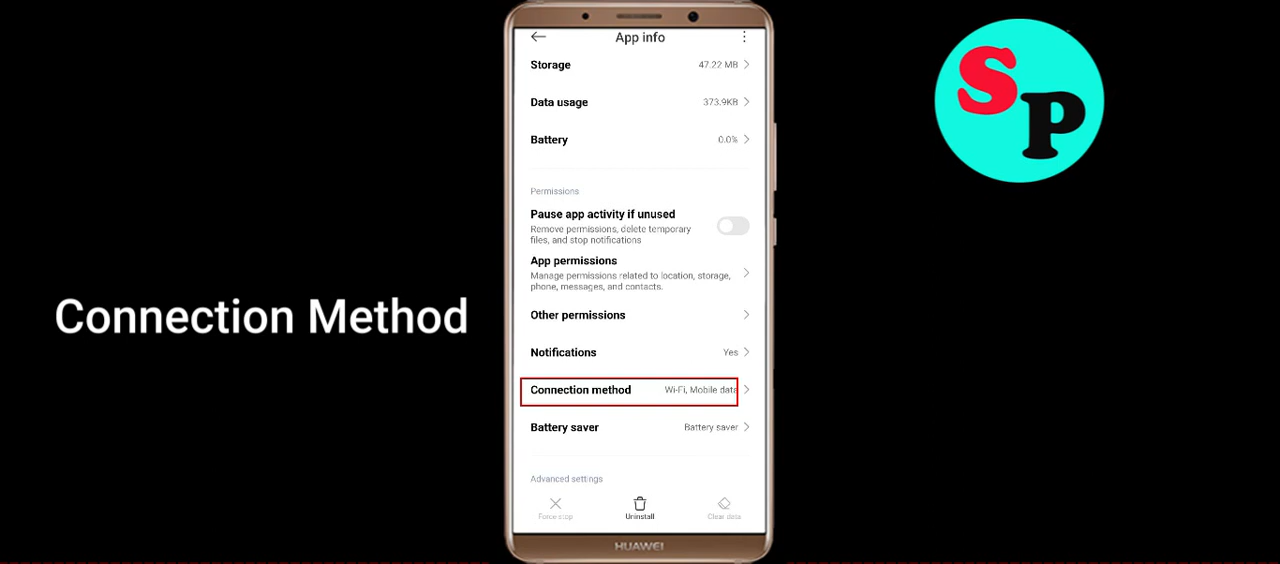 App info
Storage 47.22 MB
Data usage 373.9KB
Battery 0.0%
Permissions
Pause app activity if unused
Remove permissions, delete temporary
files, and stop notifications
App permissions
Manage permissions related to location, storage,
phone, messages, and contacts.
Other permissions
Notifications Yes
Connection method Wi-Fi, Mobile data
Battery saver Battery saver
Advanced settings
Force stop Uninstall Clear data
HUAWEI
Connection Method
SP